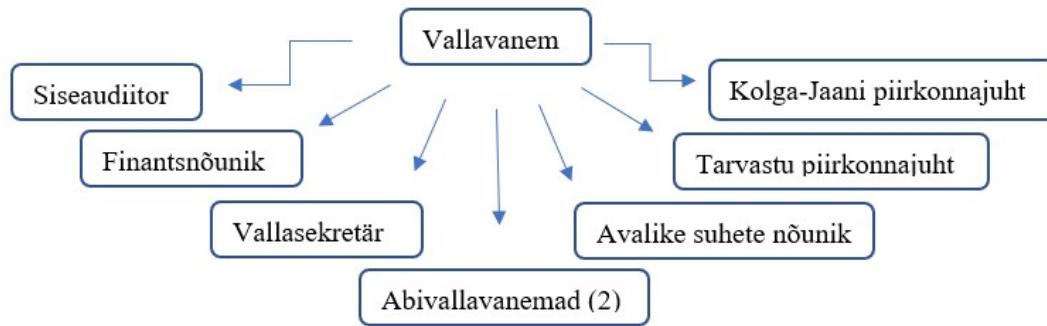 Vallavanem
Siseaudiitor
Kolga-Jaani piirkonnajuht
Finantsnõunik
Tarvastu piirkonnajuht
Vallasekretär
Avalike suhete nõunik
Abivallavanemad (2)